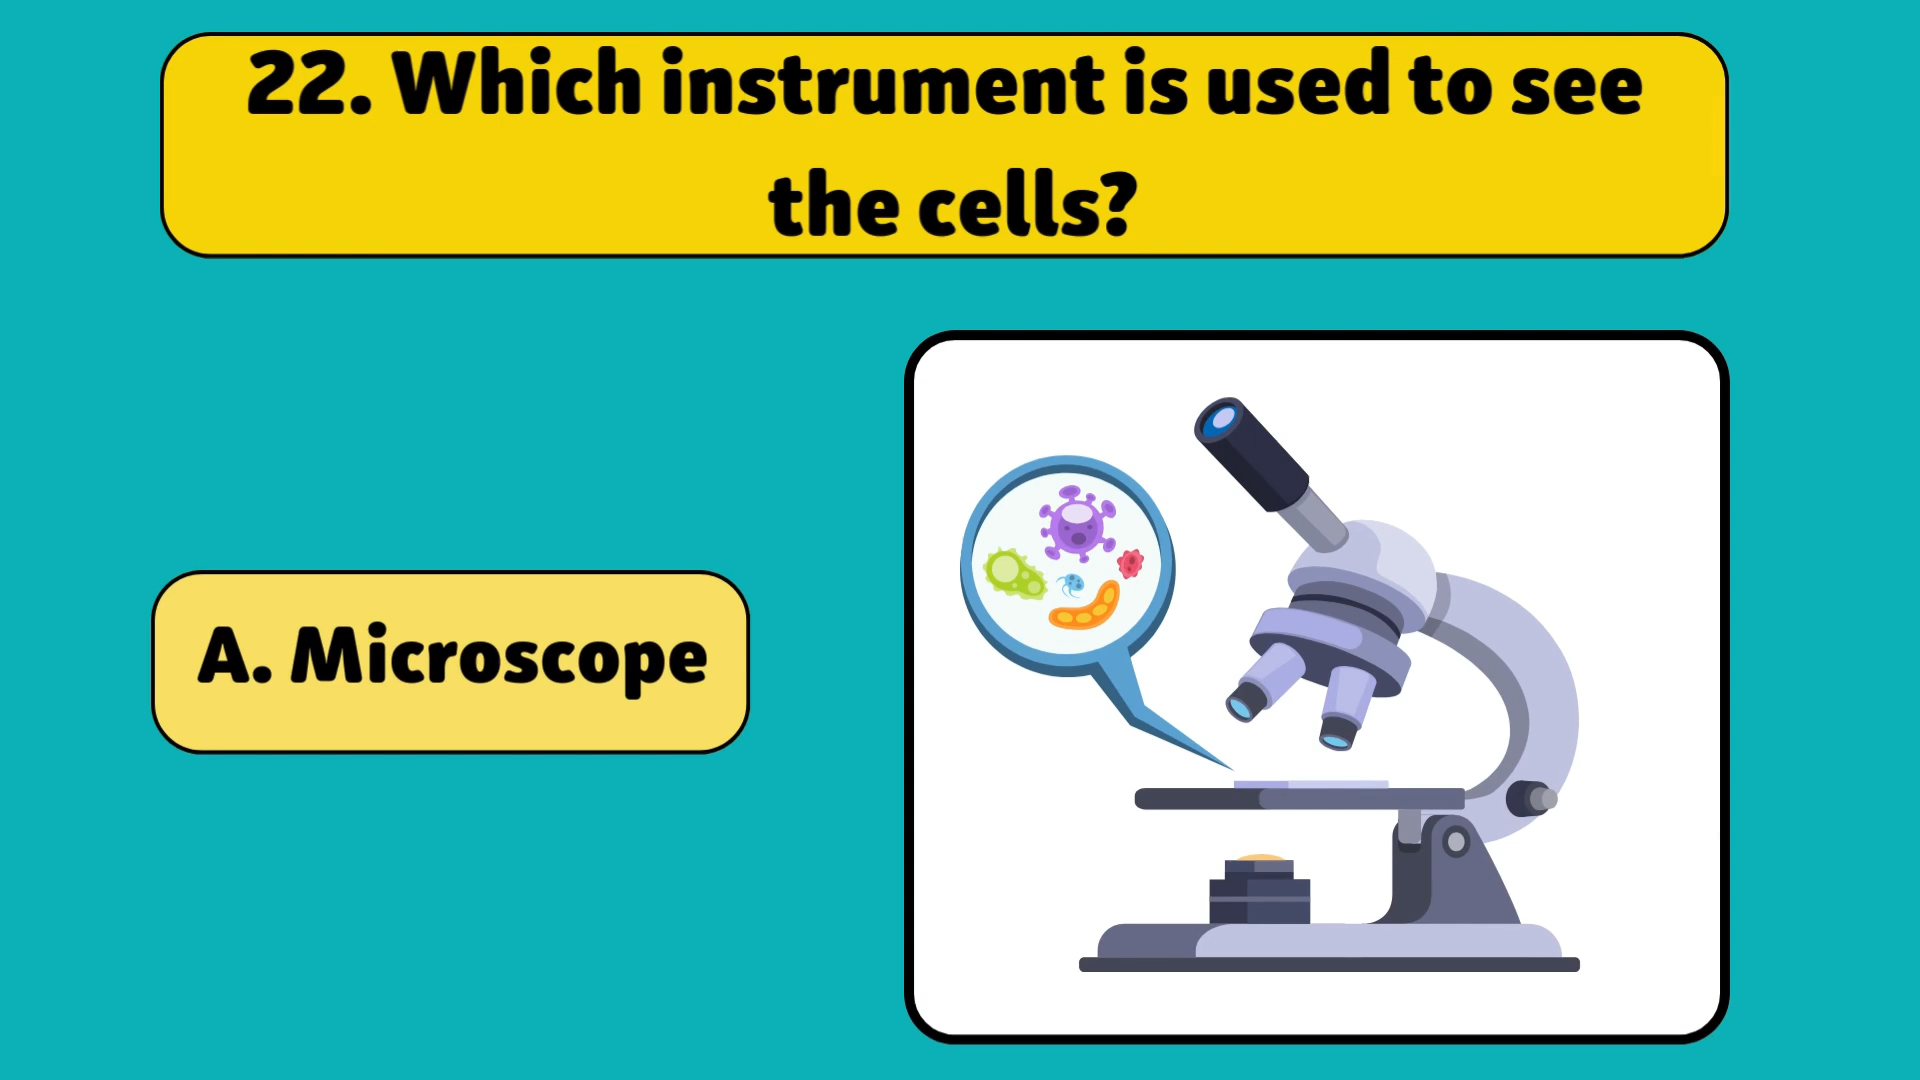 22. Which instrument is used to see
the cells?
A. Microscope